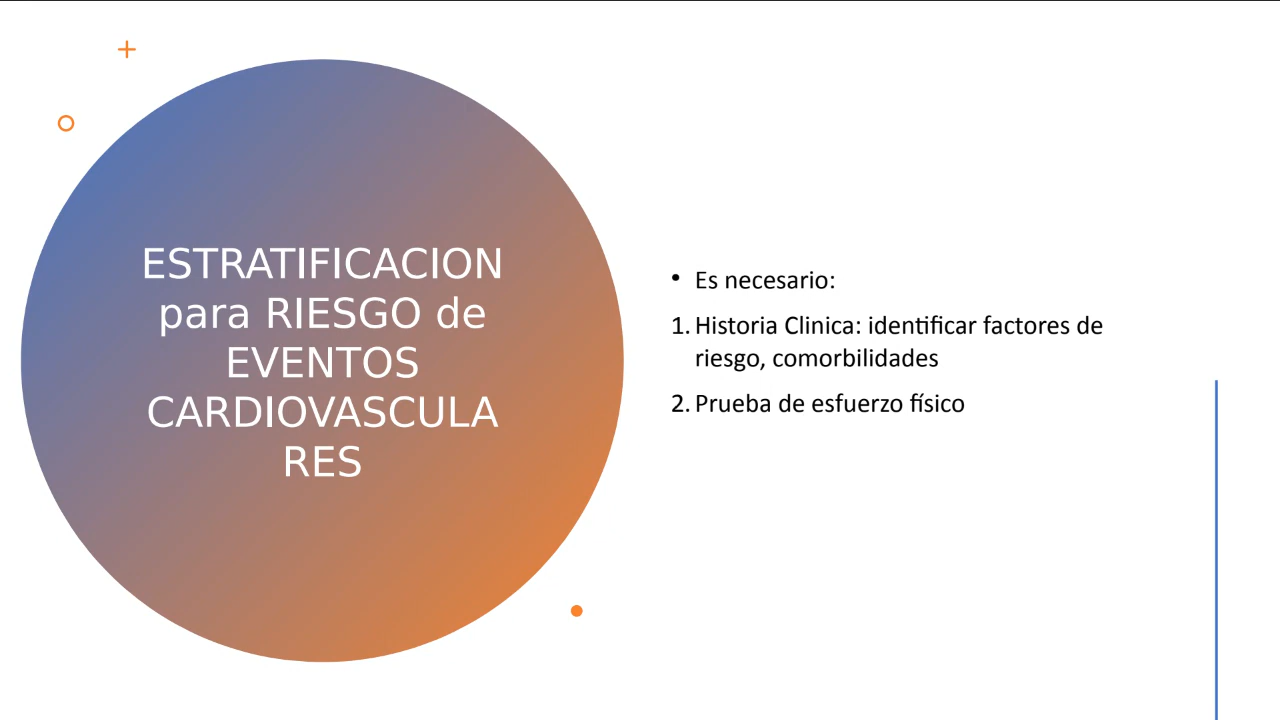 ESTRATIFICACION
para RIESGO de
EVENTOS
CARDIOVASCULA
RES
• Es necesario:
1. Historia Clinica: identificar factores de
riesgo, comorbilidades
2. Prueba de esfuerzo físico